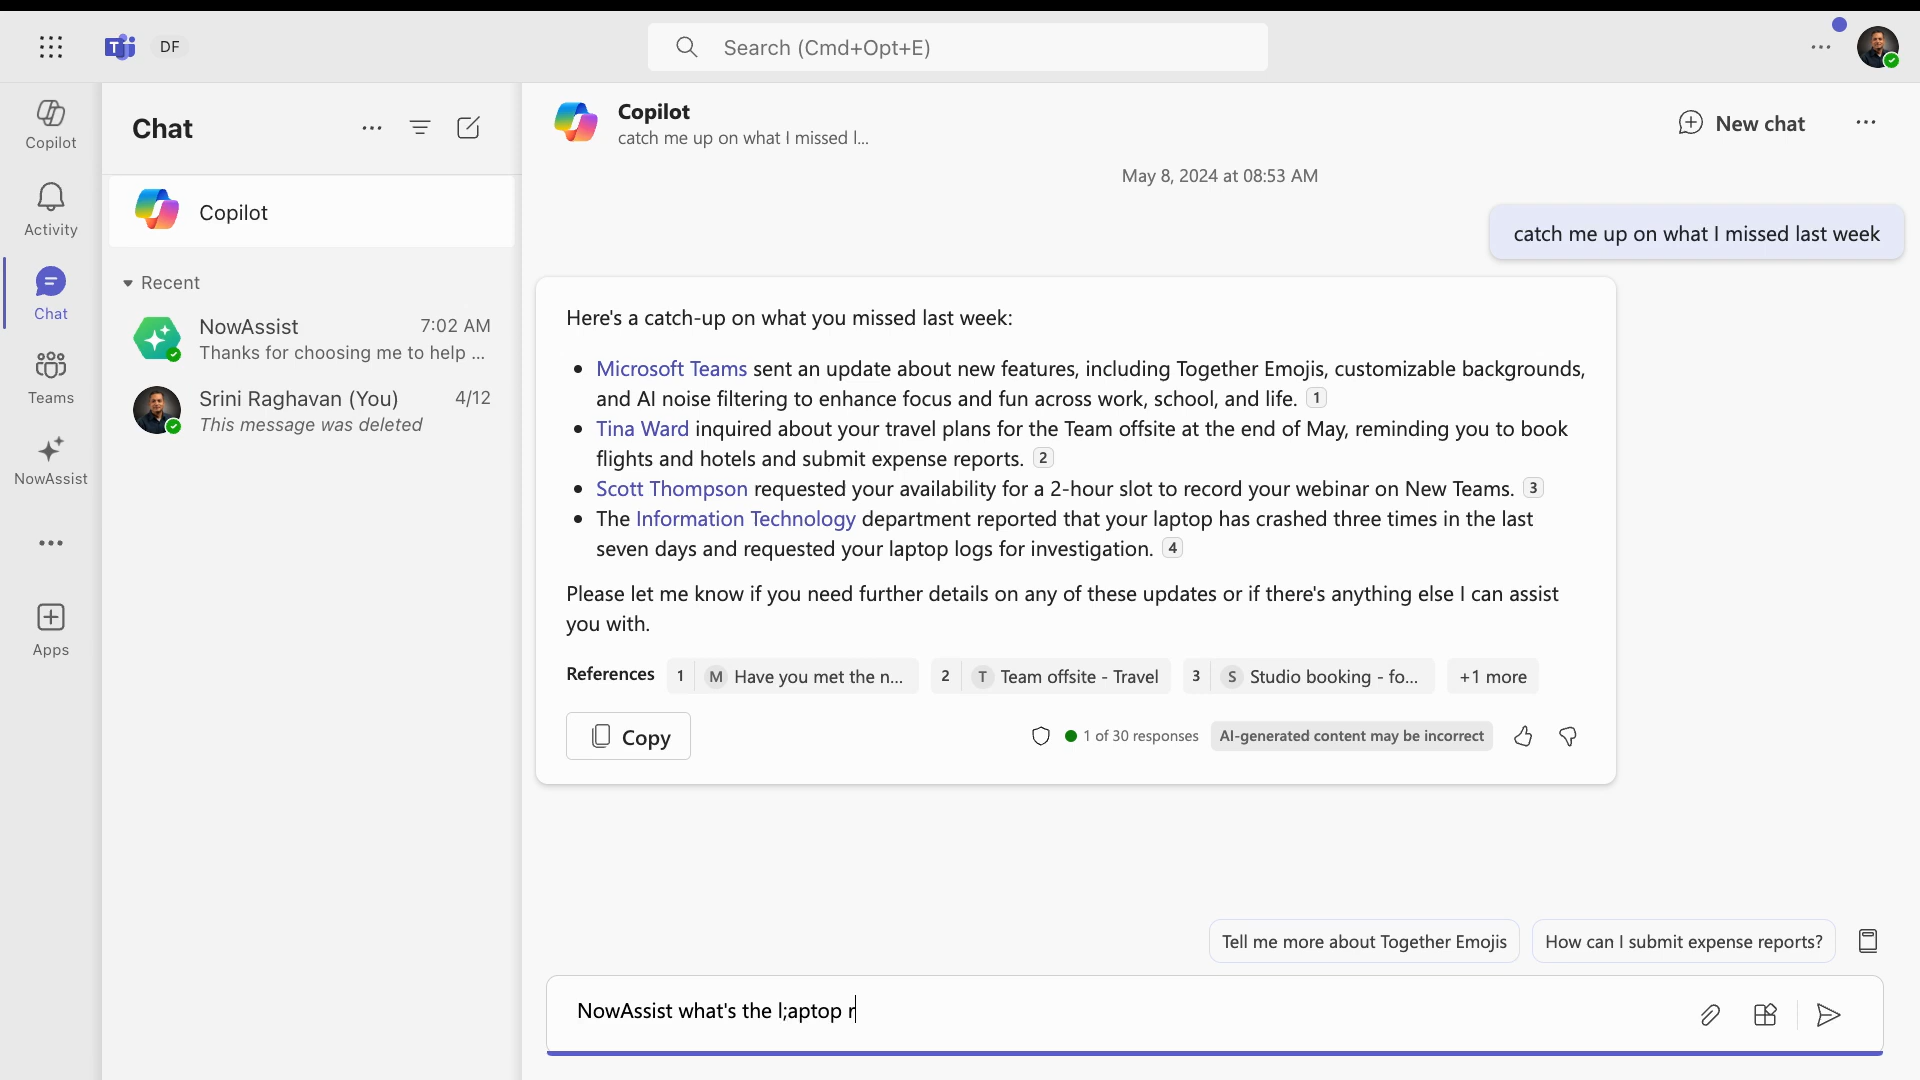 DF
Search (Cmd+Opt+E)
Copilot
Activity
Chat
Teams
NowAssist
Apps
Chat
Copilot
Recent
NowAssist 7:02 AM
Thanks for choosing me to help ...
Srini Raghavan (You) 4/12
This message was deleted
Copilot
catch me up on what I missed l...
New chat
May 8, 2024 at 08:53 AM
catch me up on what I missed last week
Here's a catch-up on what you missed last week:
Microsoft Teams sent an update about new features, including Together Emojis, customizable backgrounds,
and AI noise filtering to enhance focus and fun across work, school, and life. 1
Tina Ward inquired about your travel plans for the Team offsite at the end of May, reminding you to book
flights and hotels and submit expense reports. 2
Scott Thompson requested your availability for a 2-hour slot to record your webinar on New Teams. 3
The Information Technology department reported that your laptop has crashed three times in the last
seven days and requested your laptop logs for investigation. 4
Please let me know if you need further details on any of these updates or if there's anything else I can assist
you with.
References 1 M Have you met the n... 2 T Team offsite - Travel 3 S Studio booking - fo... +1 more
Copy 1 of 30 responses AI-generated content may be incorrect
Tell me more about Together Emojis How can I submit expense reports?
NowAssist what's the l;aptop r